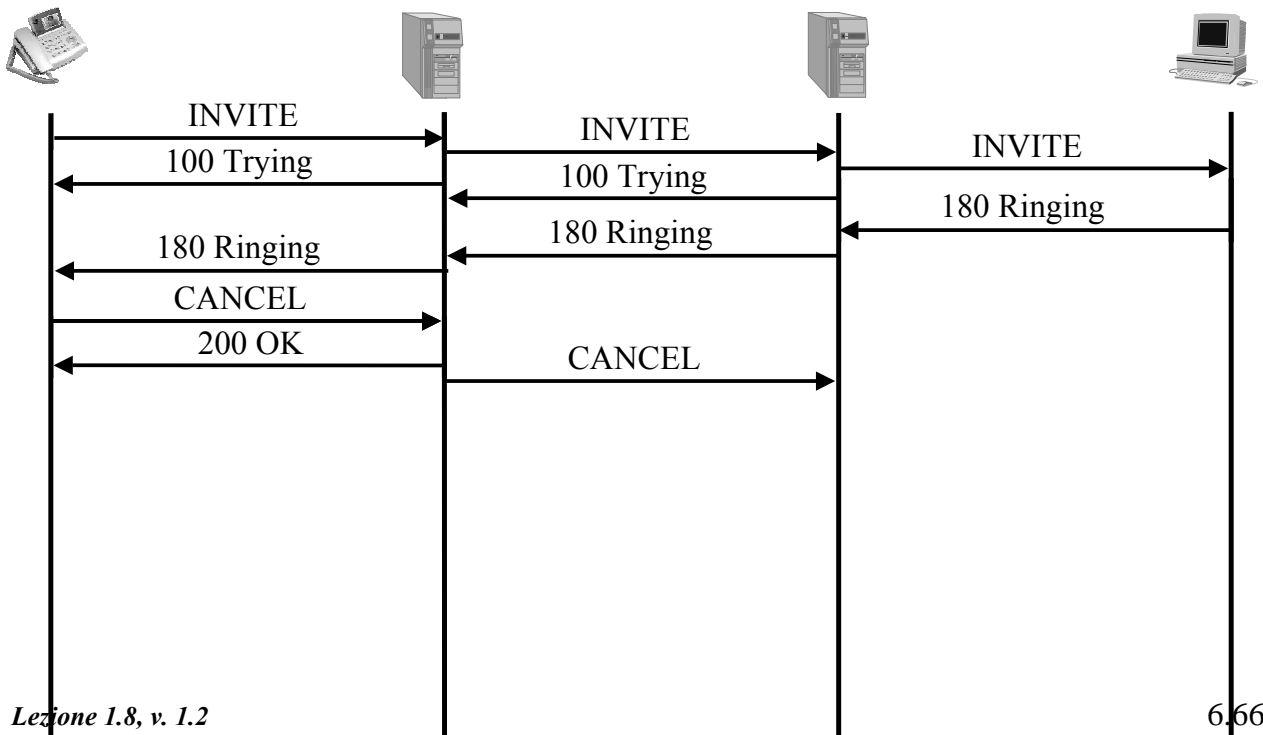 INVITE
INVITE
INVITE
100 Trying
100 Trying
180 Ringing
180 Ringing
180 Ringing
CANCEL
200 OK
CANCEL
Lezione 1.8, v. 1.2
6.66